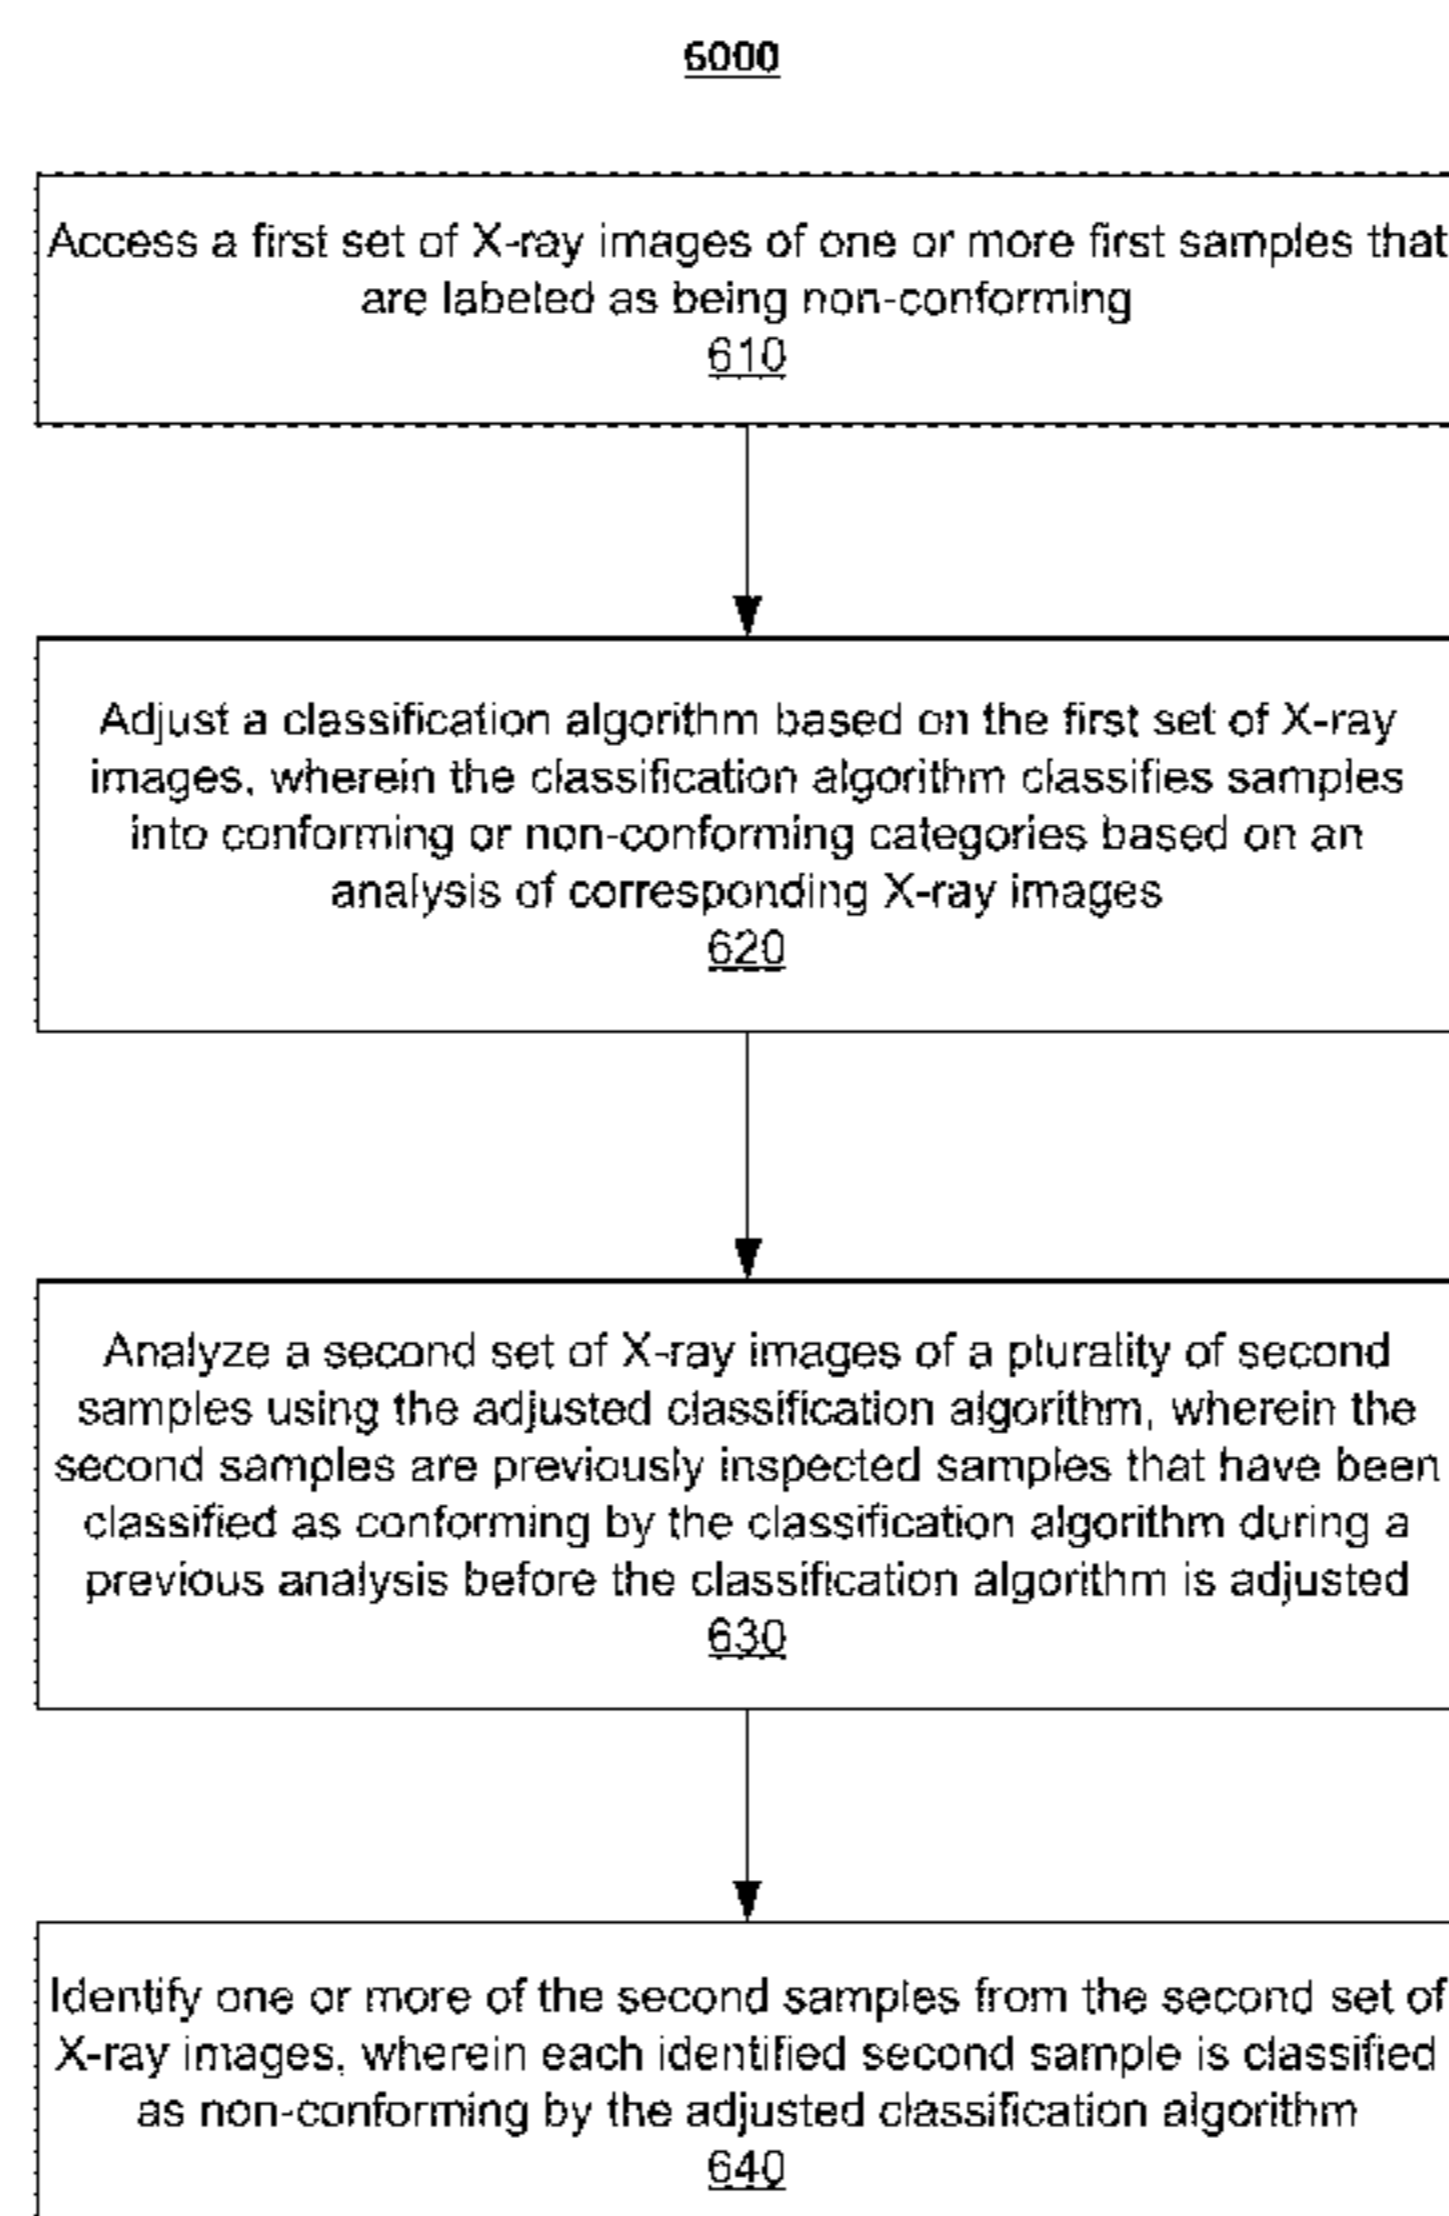 6000
Access a first set of X-ray images of one or more first samples that
are labeled as being non-conforming
610
Adjust a classification algorithm based on the first set of X-ray
images, wherein the classification algorithm classifies samples
into conforming or non-conforming categories based on an
analysis of corresponding X-ray images
620
Analyze a second set of X-ray images of a plurality of second
samples using the adjusted classification algorithm, wherein the
second samples are previously inspected samples that have been
classified as conforming by the classification algorithm during a
previous analysis before the classification algorithm is adjusted
630
Identify one or more of the second samples from the second set of
X-ray images, wherein each identified second sample is classified
as non-conforming by the adjusted classification algorithm
640